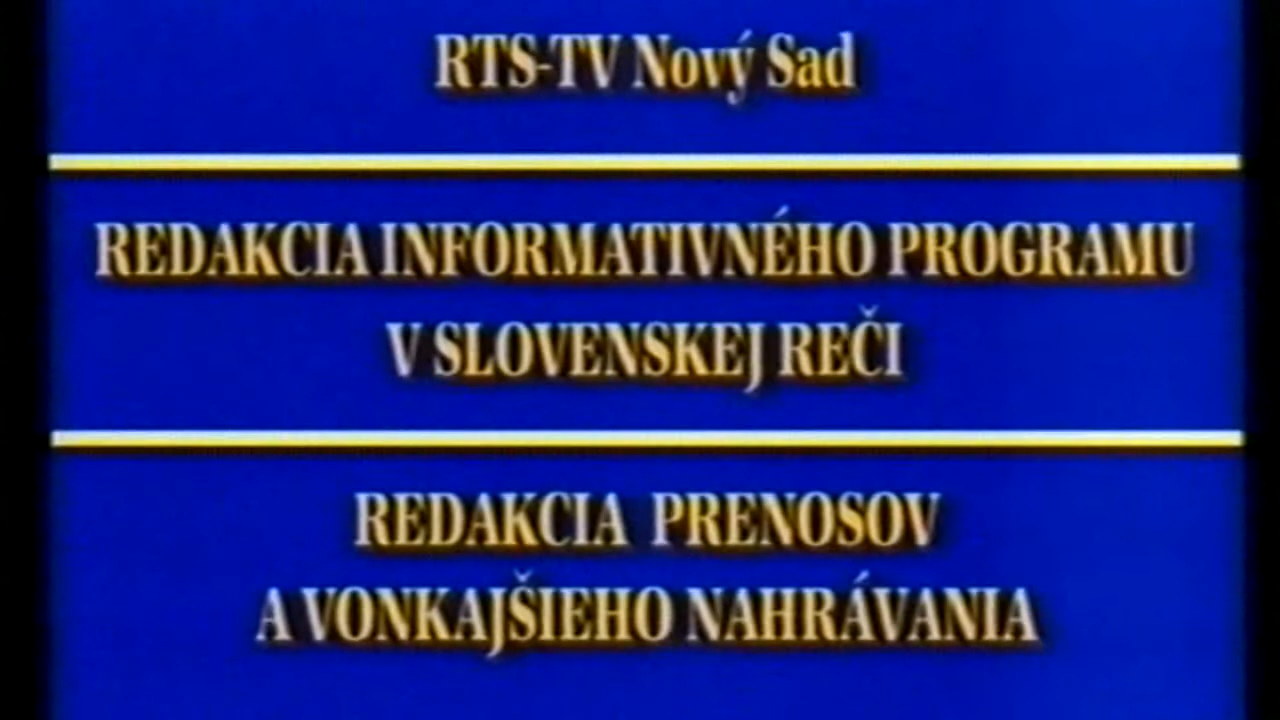 RTS-TV Nový Sad
REDAKCIA INFORMATIVNÉHO PROGRAMU
V SLOVENSKEJ REČI
REDAKCIA PRENOSOV
A VONKAJŠIEHO NAHRÁVANIA